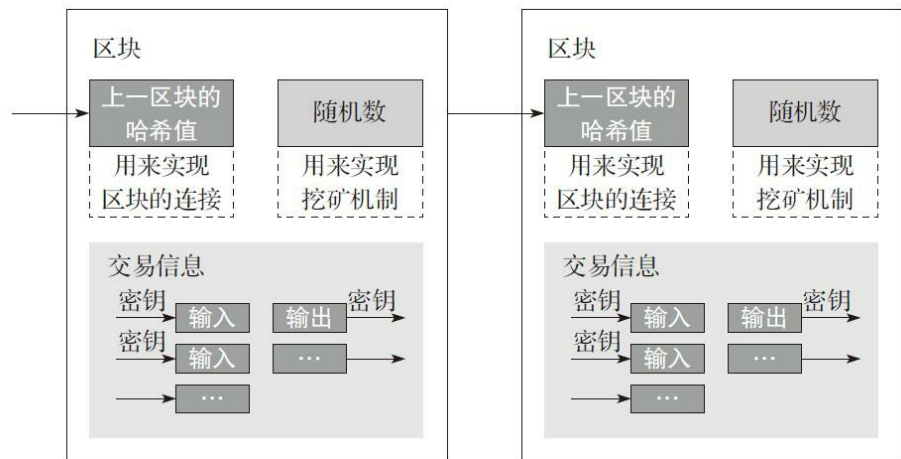 区块
上一区块的
哈希值
随机数
用来实现
区块的连接
用来实现
挖矿机制
交易信息
密钥
输入
输出
密钥
密钥
输入
…
…
区块
上一区块的
哈希值
随机数
用来实现
区块的连接
用来实现
挖矿机制
交易信息
密钥
输入
输出
密钥
密钥
输入
…
…